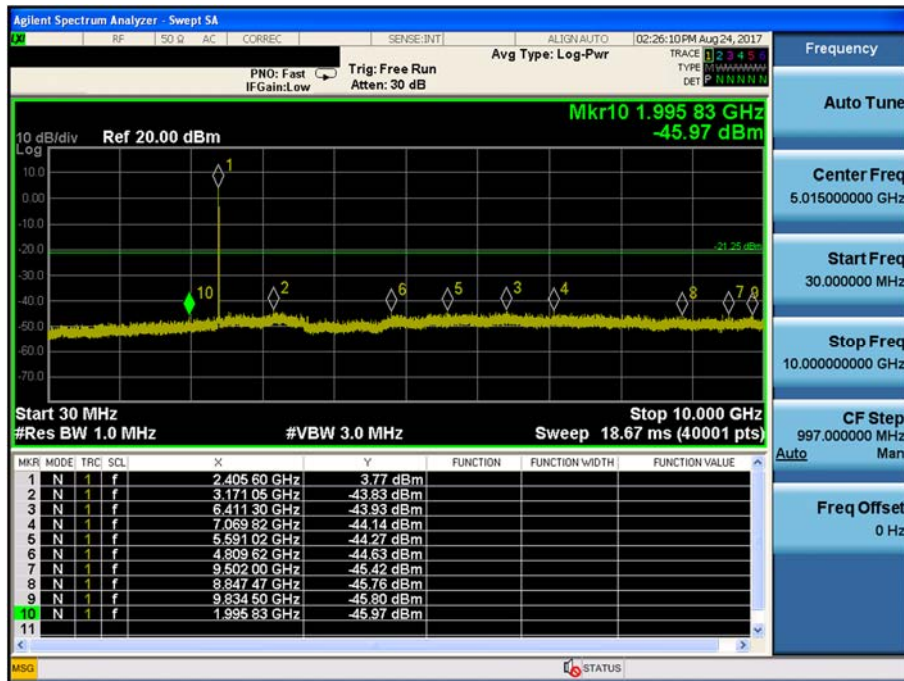 Agilent Spectrum Analyzer - Swept SA
LXI RF 50 Ω AC CORREC SENSE:INT ALIGN AUTO 02:26:10 PM Aug 24, 2017
Avg Type: Log-Pwr
PNO: Fast Trig: Free Run
IFGain:Low Atten: 30 dB
TRACE 1 2 3 4 5 6
TYPE M W W W W W
DET P N N N N N
Mkr10 1.995 83 GHz
-45.97 dBm
10 dB/div Ref 20.00 dBm
Log
10.0
0.00
-10.0
-20.0
-30.0
-40.0
-50.0
-60.0
-70.0
-21.25 dBm
1
10 2 6 5 3 4 8 7 9
Start 30 MHz Stop 10.000 GHz
#Res BW 1.0 MHz #VBW 3.0 MHz Sweep 18.67 ms (40001 pts)
MKR MODE TRC SCL X Y FUNCTION FUNCTION WIDTH FUNCTION VALUE
1 N 1 f 2.405 60 GHz 3.77 dBm
2 N 1 f 3.171 05 GHz -43.83 dBm
3 N 1 f 6.411 30 GHz -43.93 dBm
4 N 1 f 7.069 82 GHz -44.14 dBm
5 N 1 f 5.591 02 GHz -44.27 dBm
6 N 1 f 4.809 62 GHz -44.63 dBm
7 N 1 f 9.502 00 GHz -45.42 dBm
8 N 1 f 8.847 47 GHz -45.76 dBm
9 N 1 f 9.834 50 GHz -45.80 dBm
10 N 1 f 1.995 83 GHz -45.97 dBm
11
MSG STATUS
Frequency
Auto Tune
Center Freq
5.015000000 GHz
Start Freq
30.000000 MHz
Stop Freq
10.000000000 GHz
CF Step
997.000000 MHz
Auto Man
Freq Offset
0 Hz